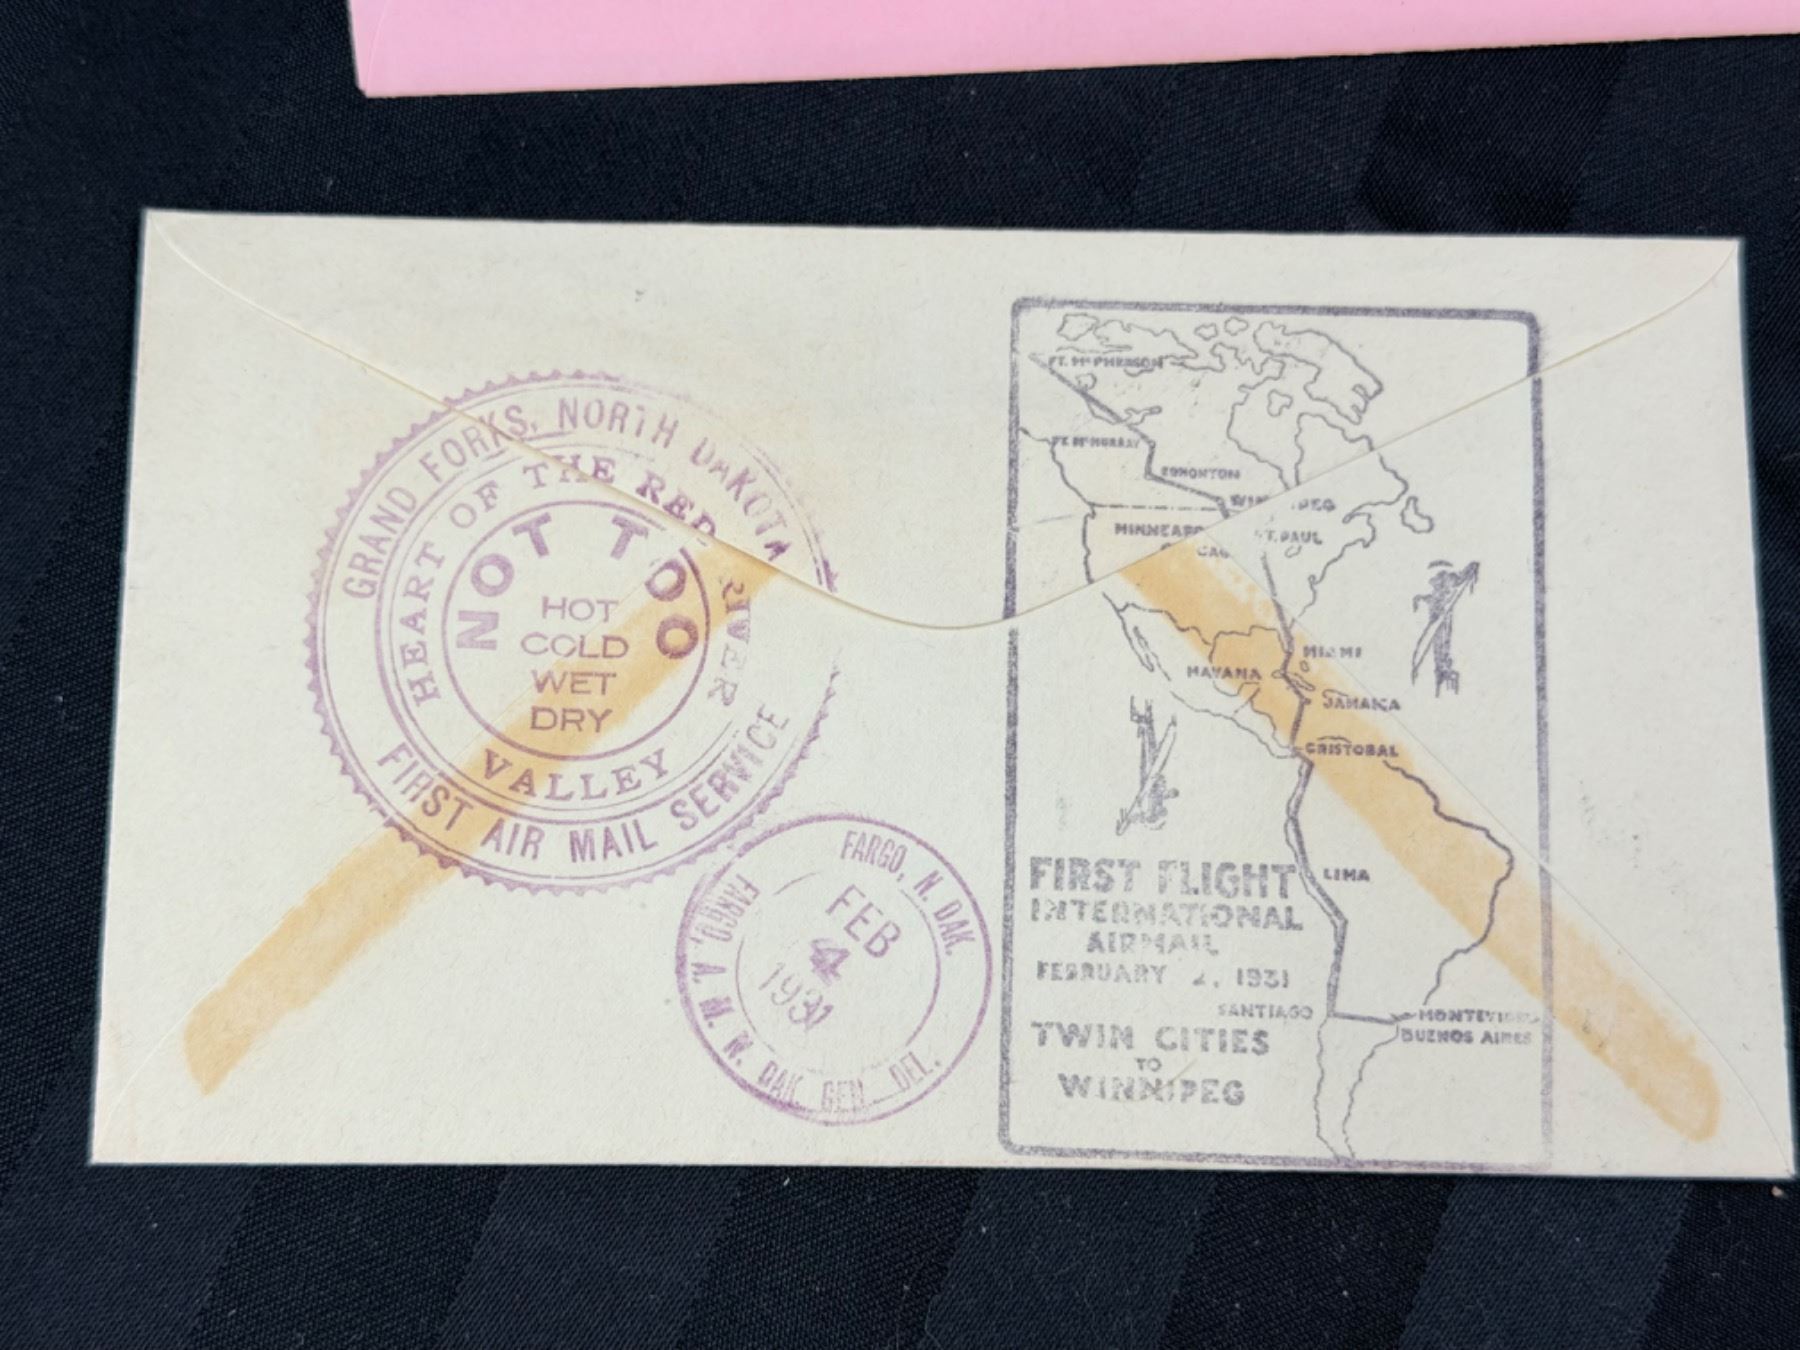 GRAND FORKS, NORTH DAKOTA
HEART OF THE RED RIVER
NOT TOO
HOT
COLD
WET
DRY
VALLEY
FIRST AIR MAIL SERVICE
FARGO, N. DAK.
FEB
4
1931
FARGO, N. DAK. GEN. DEL.
FT. McPHERSON
FT. McMURRAY
EDMONTON
MINNEAP
ST. PAUL
MIAMI
HAVANA
JAMAICA
CRISTOBAL
LIMA
FIRST FLIGHT
INTERNATIONAL
AIRMAIL
FEBRUARY 2, 1931
SANTIAGO
MONTEVIDEO
BUENOS AIRES
TWIN CITIES
TO
WINNIPEG